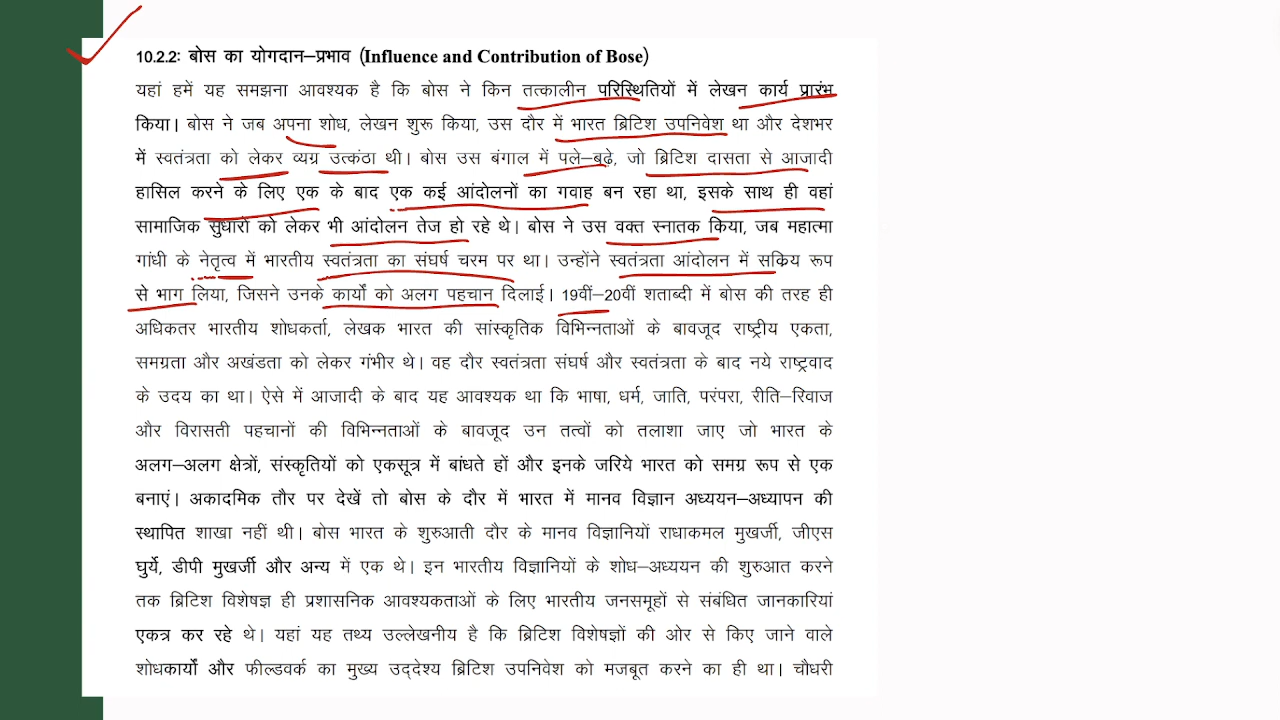 10.2.2: बोस का योगदान–प्रभाव (Influence and Contribution of Bose)
यहां हमें यह समझना आवश्यक है कि बोस ने किन तत्कालीन परिस्थितियों में लेखन कार्य प्रारंभ
किया। बोस ने जब अपना शोध, लेखन शुरू किया, उस दौर में भारत ब्रिटिश उपनिवेश था और देशभर
में स्वतंत्रता को लेकर व्यग्र उत्कंठा थी। बोस उस बंगाल में पले–बढ़े, जो ब्रिटिश दासता से आजादी
हासिल करने के लिए एक के बाद एक कई आंदोलनों का गवाह बन रहा था, इसके साथ ही वहां
सामाजिक सुधारों को लेकर भी आंदोलन तेज हो रहे थे। बोस ने उस वक्त स्नातक किया, जब महात्मा
गांधी के नेतृत्व में भारतीय स्वतंत्रता का संघर्ष चरम पर था। उन्होंने स्वतंत्रता आंदोलन में सक्रिय रूप
से भाग लिया, जिसने उनके कार्यों को अलग पहचान दिलाई। 19वीं–20वीं शताब्दी में बोस की तरह ही
अधिकतर भारतीय शोधकर्ता, लेखक भारत की सांस्कृतिक विभिन्नताओं के बावजूद राष्ट्रीय एकता,
समग्रता और अखंडता को लेकर गंभीर थे। वह दौर स्वतंत्रता संघर्ष और स्वतंत्रता के बाद नये राष्ट्रवाद
के उदय का था। ऐसे में आजादी के बाद यह आवश्यक था कि भाषा, धर्म, जाति, परंपरा, रीति–रिवाज
और विरासती पहचानों की विभिन्नताओं के बावजूद उन तत्वों को तलाशा जाए जो भारत के
अलग–अलग क्षेत्रों, संस्कृतियों को एकसूत्र में बांधते हों और इनके जरिये भारत को समग्र रूप से एक
बनाएं। अकादमिक तौर पर देखें तो बोस के दौर में भारत में मानव विज्ञान अध्ययन–अध्यापन की
स्थापित शाखा नहीं थी। बोस भारत के शुरुआती दौर के मानव विज्ञानियों राधाकमल मुखर्जी, जीएस
घुर्ये, डीपी मुखर्जी और अन्य में एक थे। इन भारतीय विज्ञानियों के शोध–अध्ययन की शुरुआत करने
तक ब्रिटिश विशेषज्ञ ही प्रशासनिक आवश्यकताओं के लिए भारतीय जनसमूहों से संबंधित जानकारियां
एकत्र कर रहे थे। यहां यह तथ्य उल्लेखनीय है कि ब्रिटिश विशेषज्ञों की ओर से किए जाने वाले
शोधकार्यों और फील्डवर्क का मुख्य उद्देश्य ब्रिटिश उपनिवेश को मजबूत करने का ही था। चौधरी